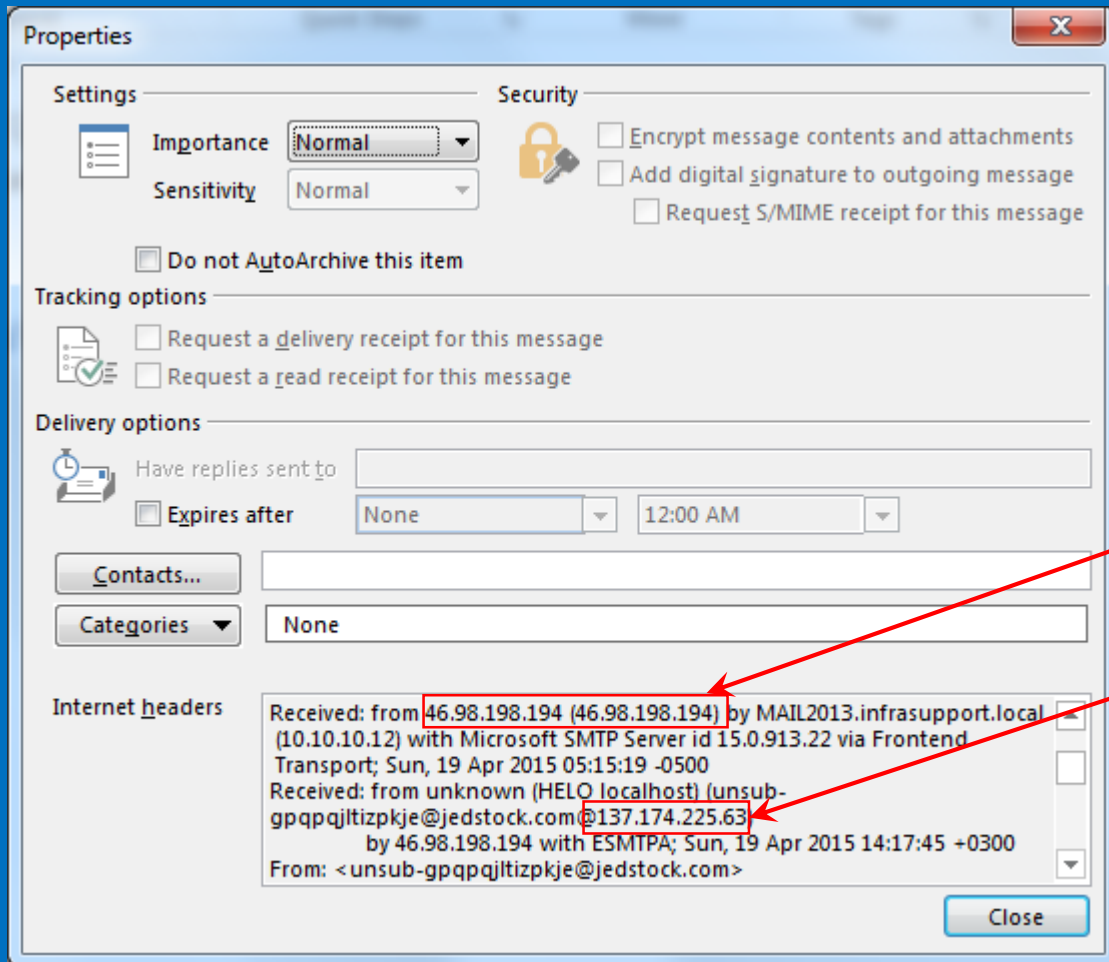 Properties
Settings
Security
Importance
Normal
Sensitivity
Normal
Encrypt message contents and attachments
Add digital signature to outgoing message
Request S/MIME receipt for this message
Do not AutoArchive this item
Tracking options
Request a delivery receipt for this message
Request a read receipt for this message
Delivery options
Have replies sent to
Expires after
None
12:00 AM
Contacts...
Categories
None
Internet headers
Received: from 46.98.198.194 (46.98.198.194) by MAIL2013.infrasupport.local
(10.10.10.12) with Microsoft SMTP Server id 15.0.913.22 via Frontend
Transport; Sun, 19 Apr 2015 05:15:19 -0500
Received: from unknown (HELO localhost) (unsub-
gpqpqjltizpkje@jedstock.com@137.174.225.63)
by 46.98.198.194 with ESMTPA; Sun, 19 Apr 2015 14:17:45 +0300
From: <unsub-gpqpqjltizpkje@jedstock.com>
Close